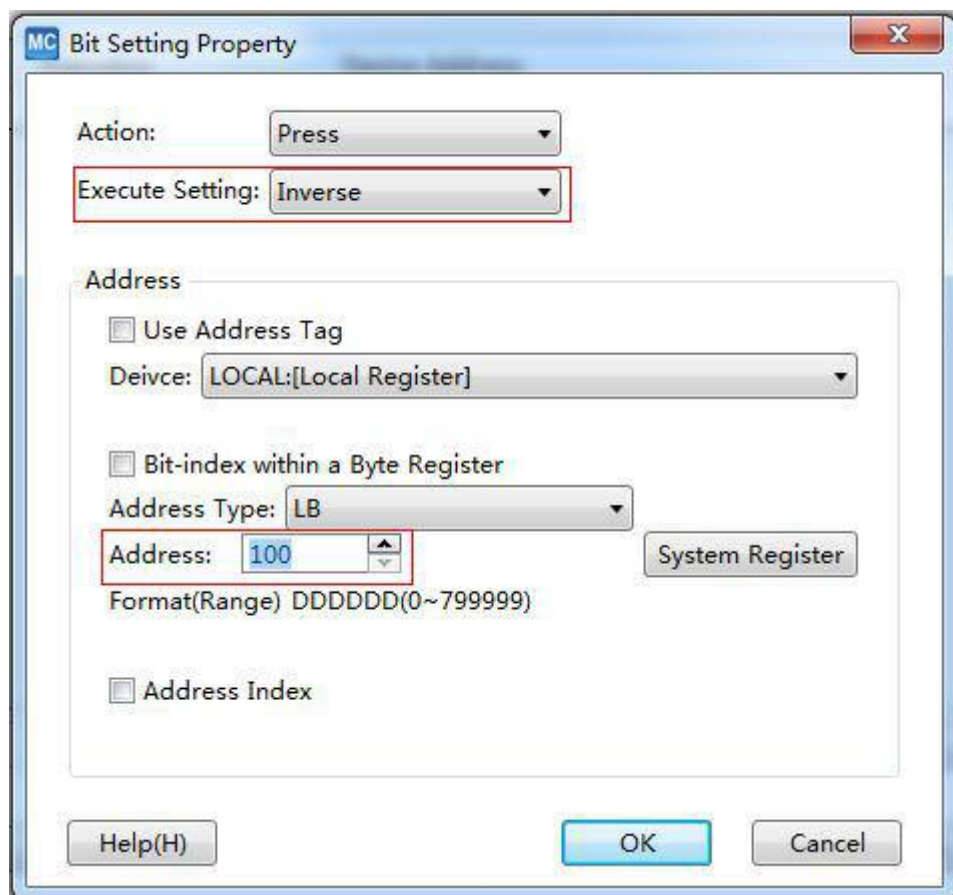 MC Bit Setting Property
Action: Press
Execute Setting: Inverse
Address
Use Address Tag
Deivce: LOCAL:[Local Register]
Bit-index within a Byte Register
Address Type: LB
Address: 100 System Register
Format(Range) DDDDDD(0~799999)
Address Index
Help(H) OK Cancel